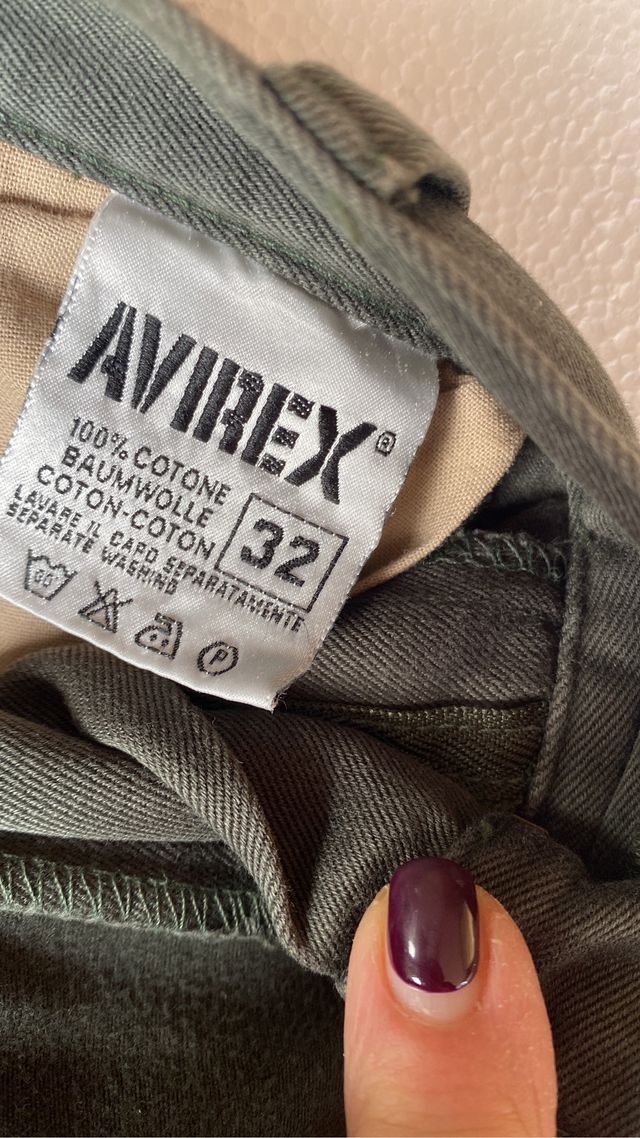 AVIREX®
100% COTONE
BAUMWOLLE
COTON-COTON
32
LAVARE IL CAPO SEPARATAMENTE
SEPARATE WASHING
P